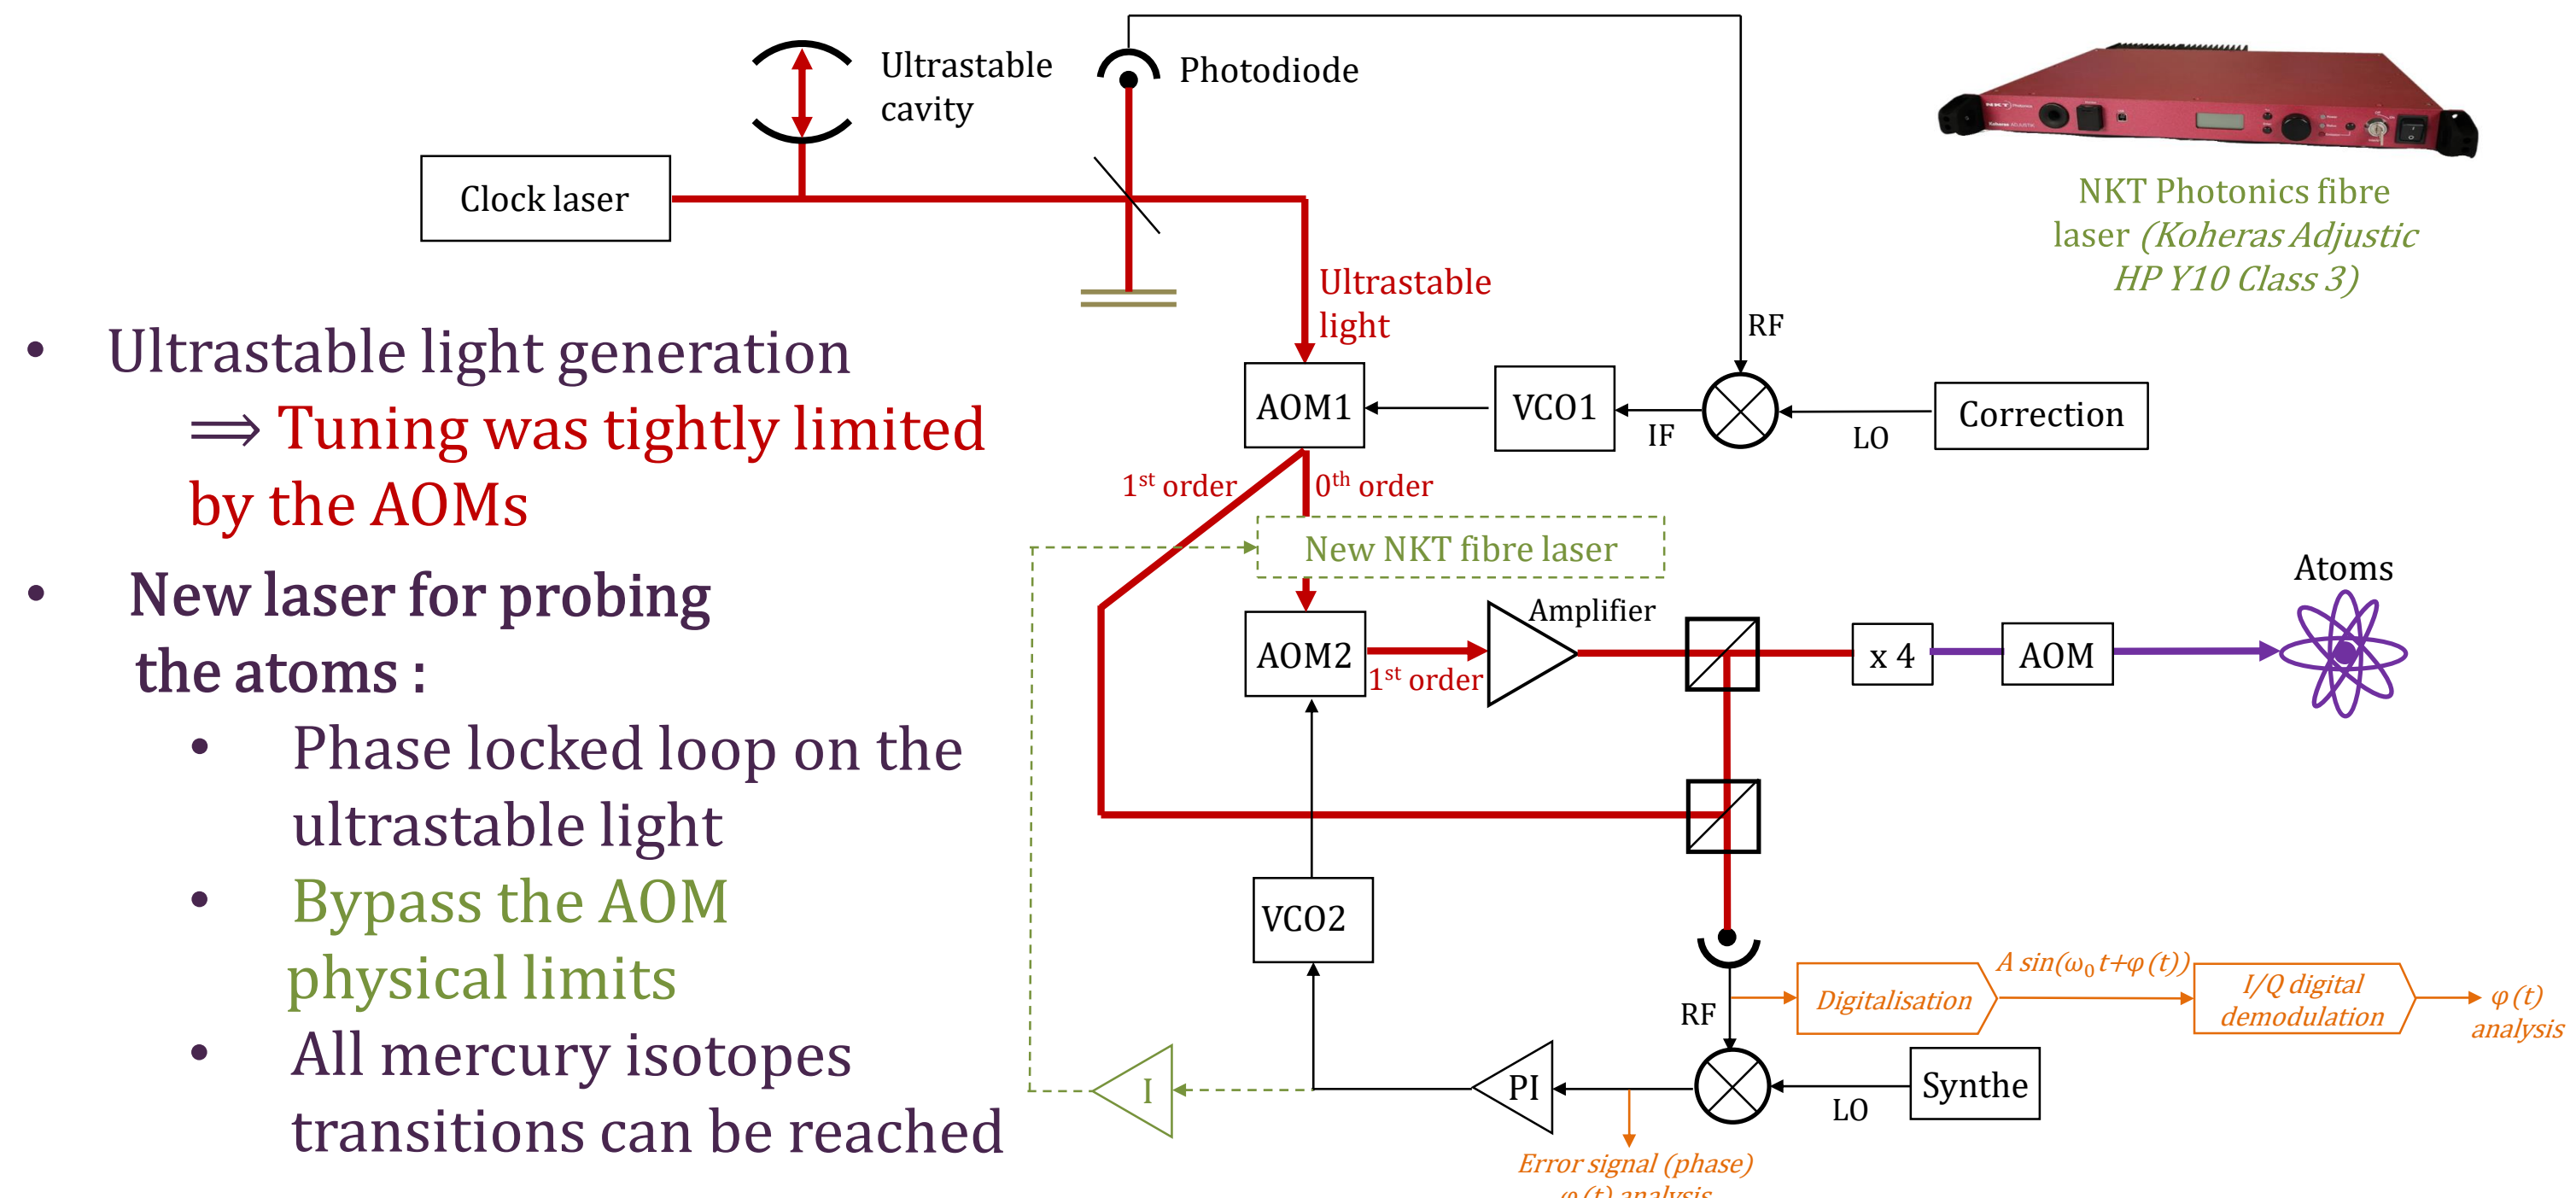 Ultrastable
cavity
Photodiode
Clock laser
NKT Photonics fibre
laser (Koheras Adjustic
HP Y10 Class 3)
Ultrastable
light
RF
AOM1
VCO1
IF
LO
Correction
1st order
0th order
New NKT fibre laser
• Ultrastable light generation
⟹ Tuning was tightly limited
by the AOMs
• New laser for probing
the atoms :
• Phase locked loop on the
ultrastable light
• Bypass the AOM
physical limits
• All mercury isotopes
transitions can be reached
Amplifier
Atoms
AOM2
1st order
x 4
AOM
VCO2
RF
Digitalisation
A sin(ω₀ t+φ (t))
I/Q digital
demodulation
φ (t)
analysis
I
PI
LO
Synthe
Error signal (phase)
φ (t) analysis